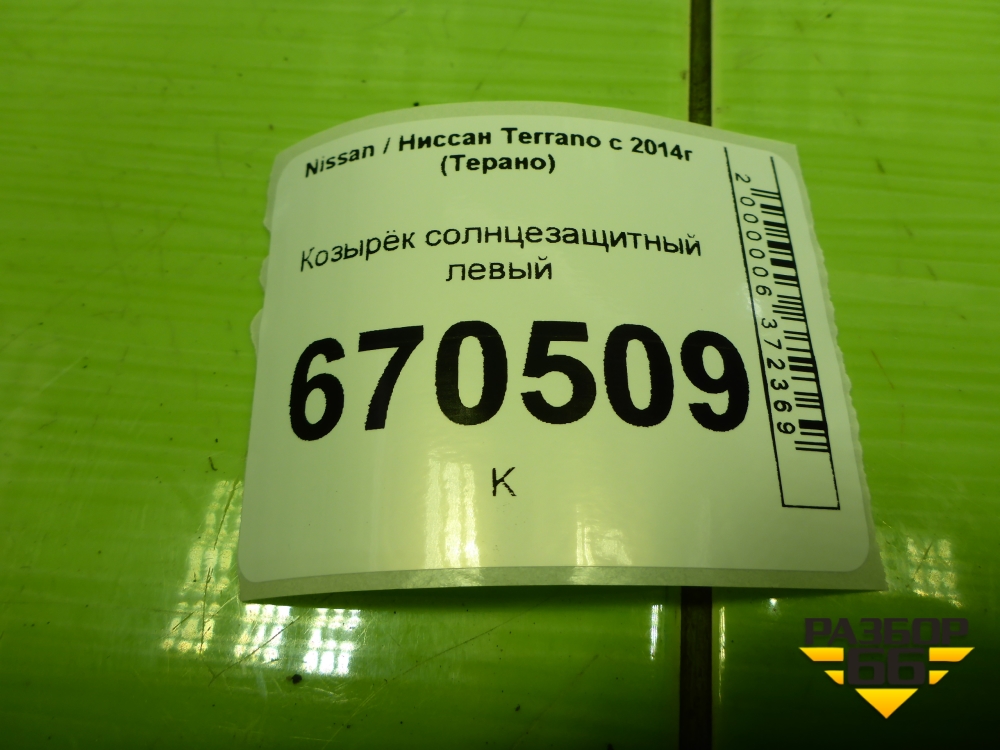 Nissan / Ниссан Terrano с 2014г
(Терано)
Козырёк солнцезащитный
левый
670509
К
2000006372369
РАЗБОР
66